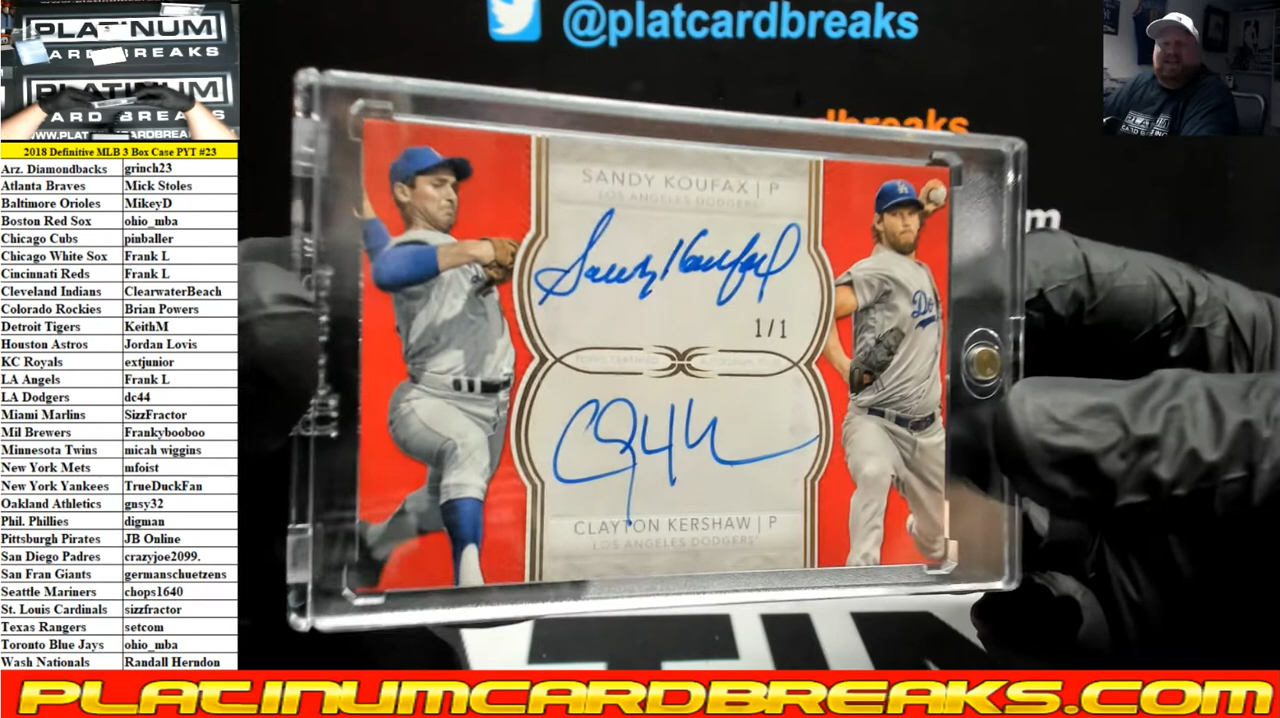 @platcardbreaks
PLATINUM
CARD BREAKS
PLATINUM
CARD BREAKS
WWW.PLATINUMCARDBREAKS
2018 Definitive MLB 3 Box Case PYT #23
Arz. Diamondbacks grinch23
Atlanta Braves Mick Stoles
Baltimore Orioles MikeyD
Boston Red Sox ohio_mba
Chicago Cubs pinballer
Chicago White Sox Frank L
Cincinnati Reds Frank L
Cleveland Indians ClearwaterBeach
Colorado Rockies Brian Powers
Detroit Tigers KeithM
Houston Astros Jordan Lovis
KC Royals extjunior
LA Angels Frank L
LA Dodgers dc44
Miami Marlins SizzFractor
Mil Brewers Frankybooboo
Minnesota Twins micah wiggins
New York Mets mfoist
New York Yankees TrueDuckFan
Oakland Athletics gnsy32
Phil. Phillies digman
Pittsburgh Pirates JB Online
San Diego Padres crazyjoe2099.
San Fran Giants germanschuetzens
Seattle Mariners chops1640
St. Louis Cardinals sizzfractor
Texas Rangers setcom
Toronto Blue Jays ohio_mba
Wash Nationals Randall Herndon
SANDY KOUFAX | P
LOS ANGELES DODGERS
Sandy Koufax
1/1
CLAYTON KERSHAW | P
LOS ANGELES DODGERS
PLATINUMCARDBREAKS.COM